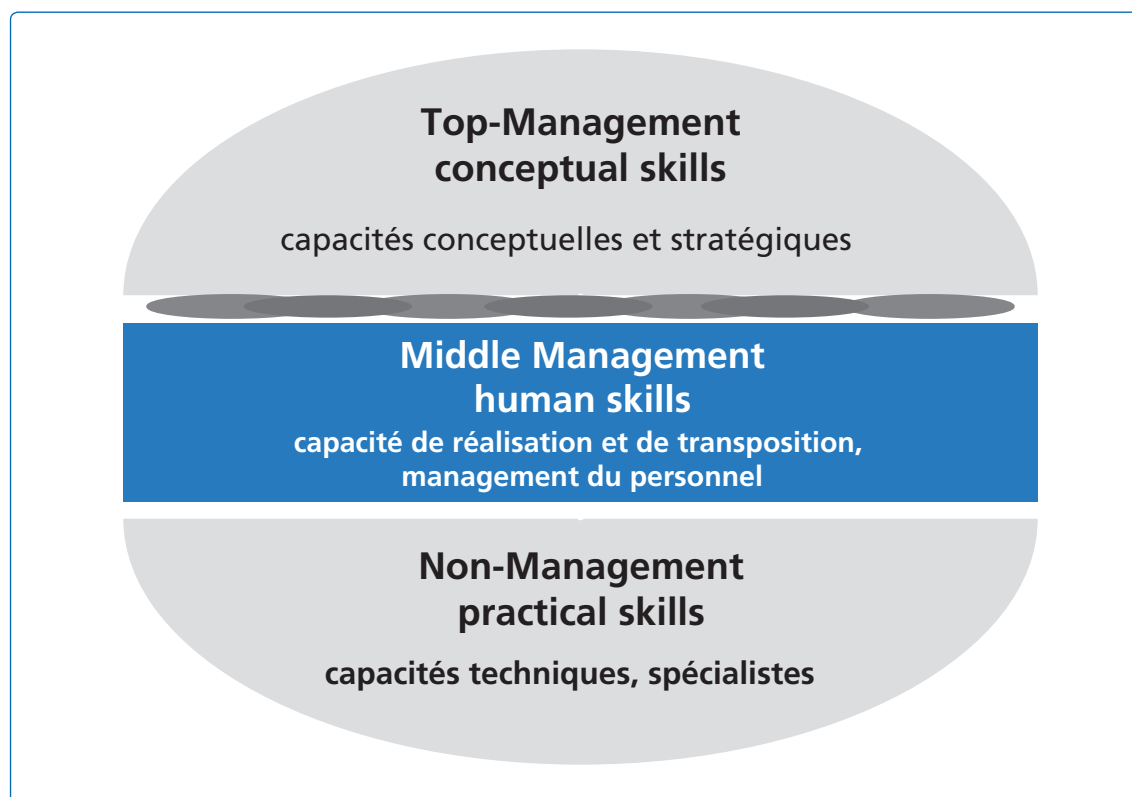 Top-Management
conceptual skills
capacités conceptuelles et stratégiques
Middle Management
human skills
capacité de réalisation et de transposition,
management du personnel
Non-Management
practical skills
capacités techniques, spécialistes